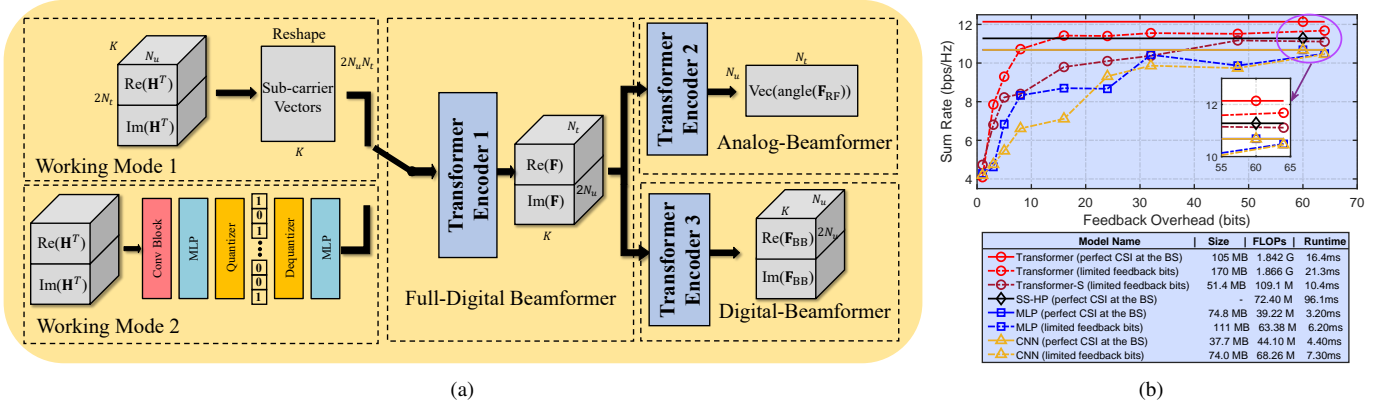 K
N_u
2N_t
Re(H^T)
Im(H^T)
Reshape
2N_uN_t
Sub-carrier
Vectors
K
Working Mode 1
Re(H^T)
Im(H^T)
Conv Block
MLP
Quantizer
1
0
1
0
0
1
Dequantizer
MLP
Working Mode 2
Transformer
Encoder 1
N_t
Re(F)
2N_u
Im(F)
K
Full-Digital Beamformer
Transformer
Encoder 2
K
N_u
N_t
Vec(angle(F_RF))
Analog-Beamformer
Transformer
Encoder 3
N_u
K
Re(F_BB)
2N_u
Im(F_BB)
Digital-Beamformer
(a)
Sum Rate (bps/Hz)
12
10
8
6
4
12
10
55 60 65
0 10 20 30 40 50 60 70
Feedback Overhead (bits)
Model Name | Size | FLOPs | Runtime
Transformer (perfect CSI at the BS) 105 MB 1.842 G 16.4ms
Transformer (limited feedback bits) 170 MB 1.866 G 21.3ms
Transformer-S (limited feedback bits) 51.4 MB 109.1 M 10.4ms
SS-HP (perfect CSI at the BS) - 72.40 M 96.1ms
MLP (perfect CSI at the BS) 74.8 MB 39.22 M 3.20ms
MLP (limited feedback bits) 111 MB 63.38 M 6.20ms
CNN (perfect CSI at the BS) 37.7 MB 44.10 M 4.40ms
CNN (limited feedback bits) 74.0 MB 68.26 M 7.30ms
(b)